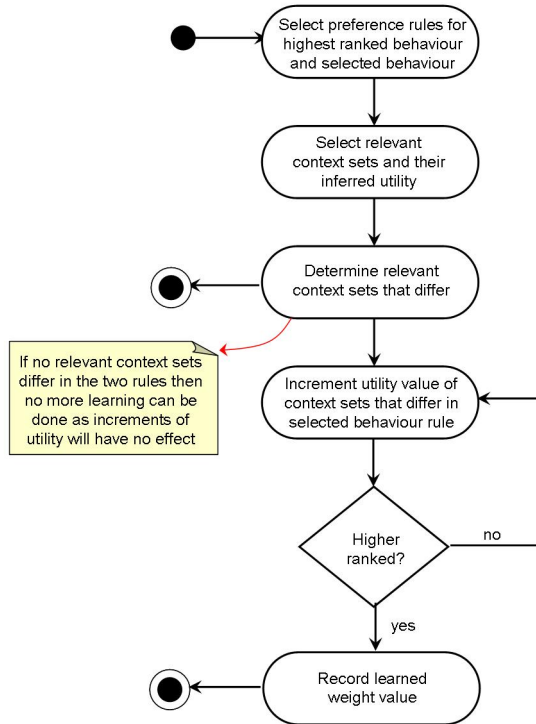 Select preference rules for
highest ranked behaviour
and selected behaviour
Select relevant
context sets and their
inferred utility
Determine relevant
context sets that differ
If no relevant context sets
differ in the two rules then
no more learning can be
done as increments of
utility will have no effect
Increment utility value of
context sets that differ in
selected behaviour rule
Higher
ranked?
no
yes
Record learned
weight value